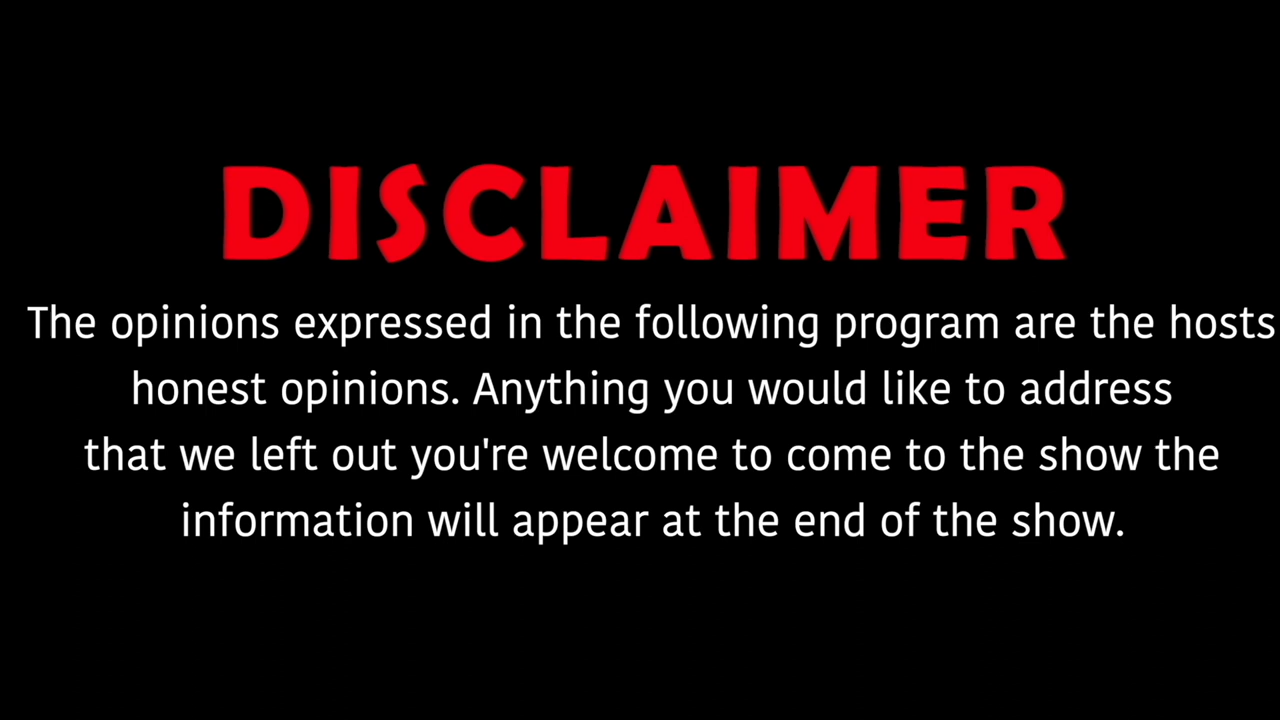 DISCLAIMER
The opinions expressed in the following program are the hosts
honest opinions. Anything you would like to address
that we left out you're welcome to come to the show the
information will appear at the end of the show.